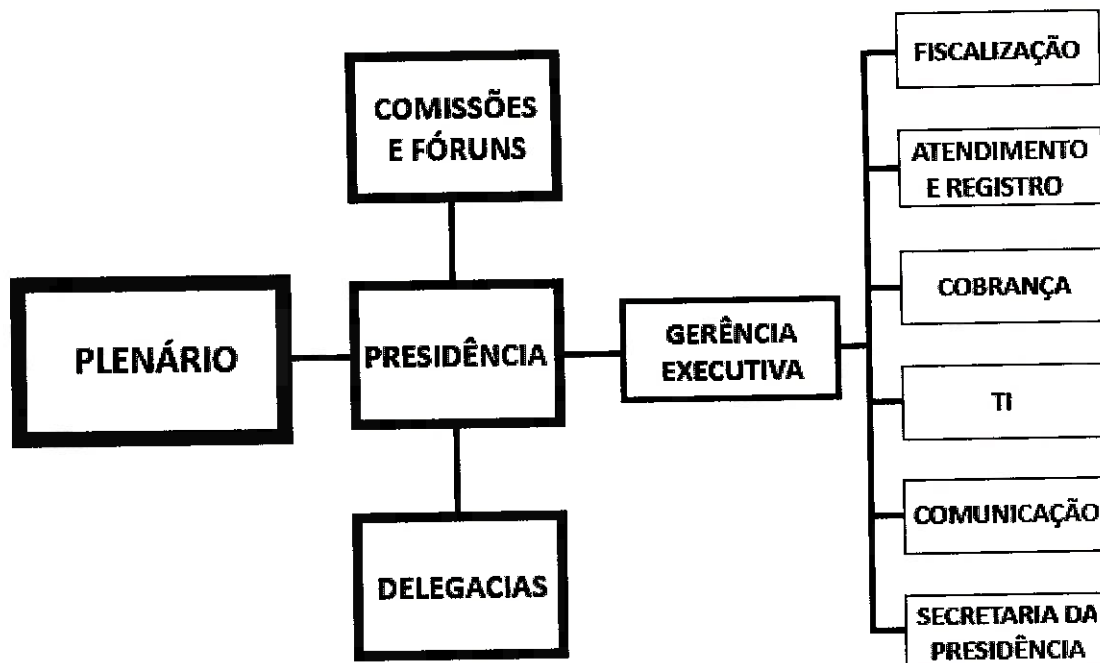 COMISSÕES
E FÓRUNS
PLENÁRIO
PRESIDÊNCIA
GERÊNCIA
EXECUTIVA
DELEGACIAS
FISCALIZAÇÃO
ATENDIMENTO
E REGISTRO
COBRANÇA
TI
COMUNICAÇÃO
SECRETARIA DA
PRESIDÊNCIA